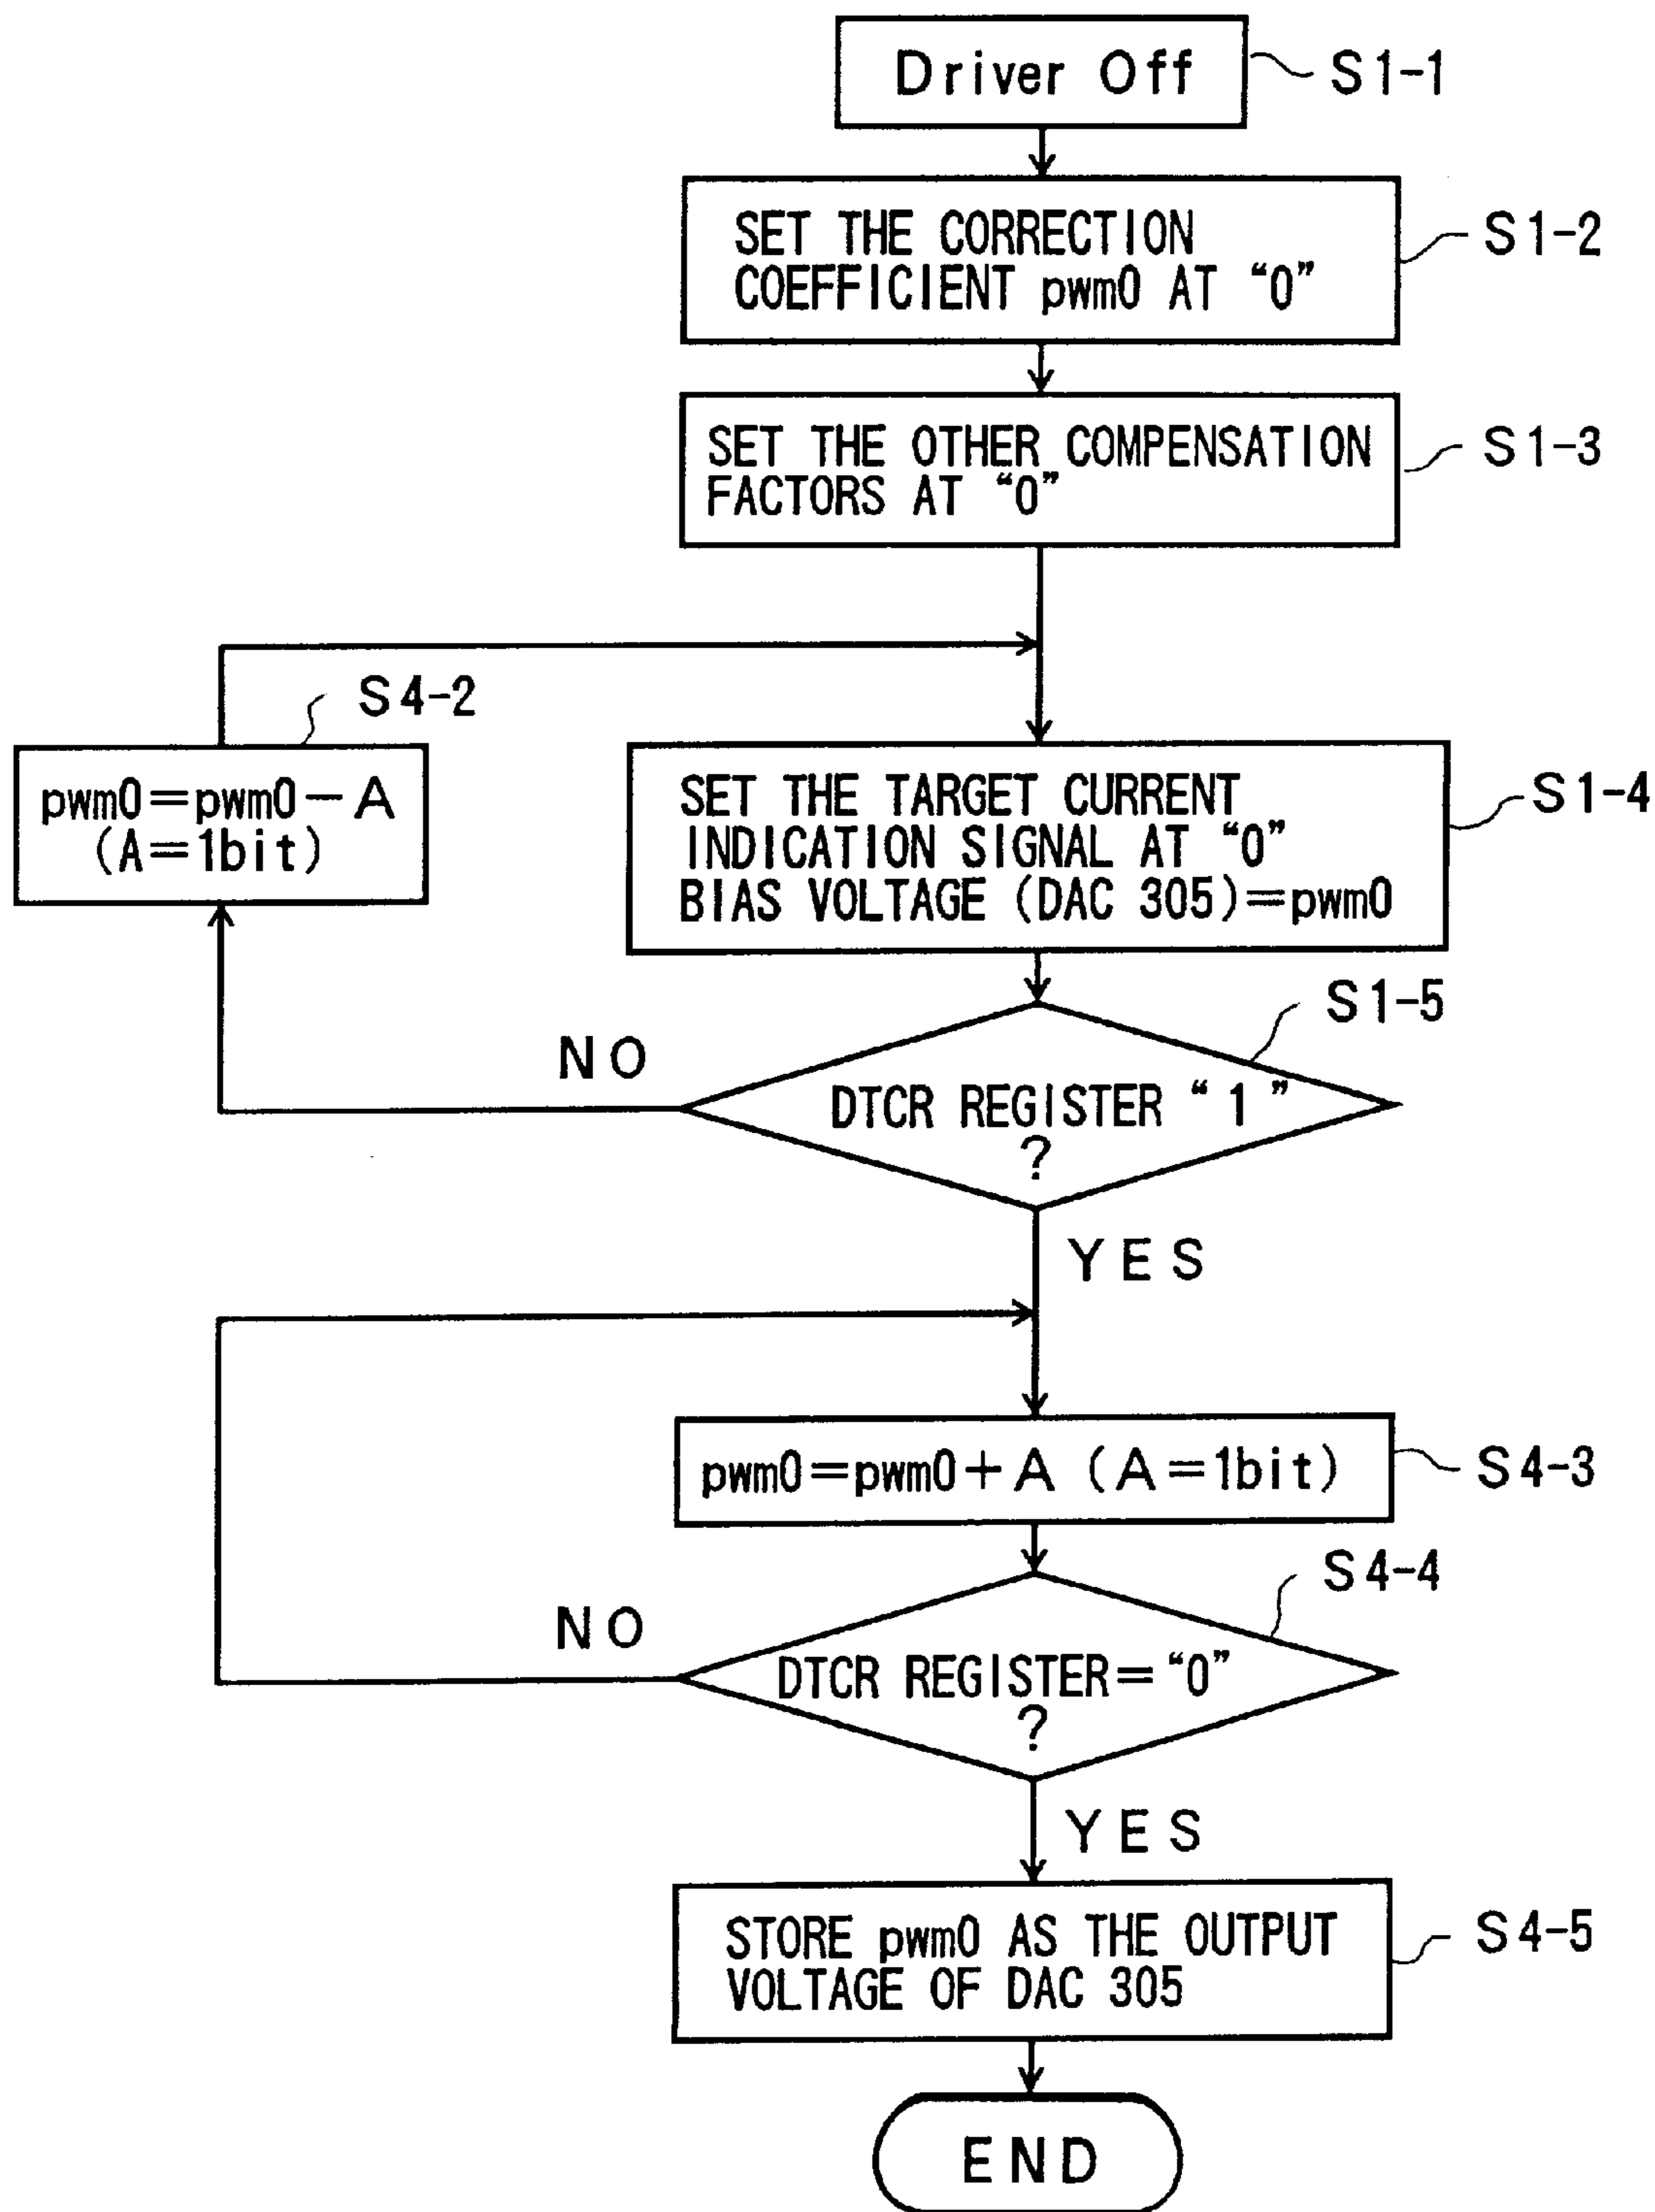 Driver Off
S1-1
SET THE CORRECTION
COEFFICIENT pwm0 AT “0”
S1-2
SET THE OTHER COMPENSATION
FACTORS AT “0”
S1-3
S4-2
pwm0=pwm0-A
(A=1bit)
SET THE TARGET CURRENT
INDICATION SIGNAL AT “0”
BIAS VOLTAGE (DAC 305)=pwm0
S1-4
S1-5
NO
DTCR REGISTER “1”
?
YES
pwm0=pwm0+A (A=1bit)
S4-3
S4-4
NO
DTCR REGISTER=“0”
?
YES
STORE pwm0 AS THE OUTPUT
VOLTAGE OF DAC 305
S4-5
END